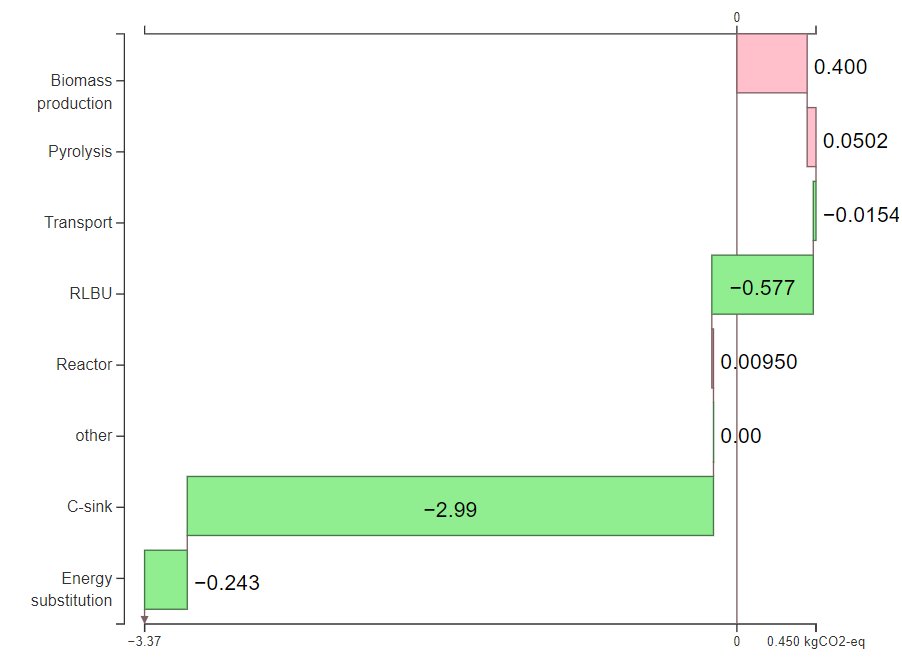 0
Biomass
production
0.400
Pyrolysis
0.0502
Transport
−0.0154
RLBU
−0.577
Reactor
0.00950
other
0.00
C-sink
−2.99
Energy
substitution
−0.243
−3.37
0
0.450 kgCO2-eq